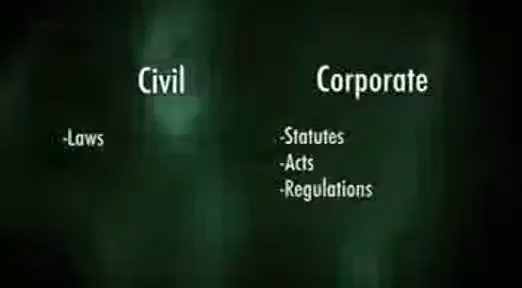 Civil
-Laws
Corporate
-Statutes
-Acts
-Regulations